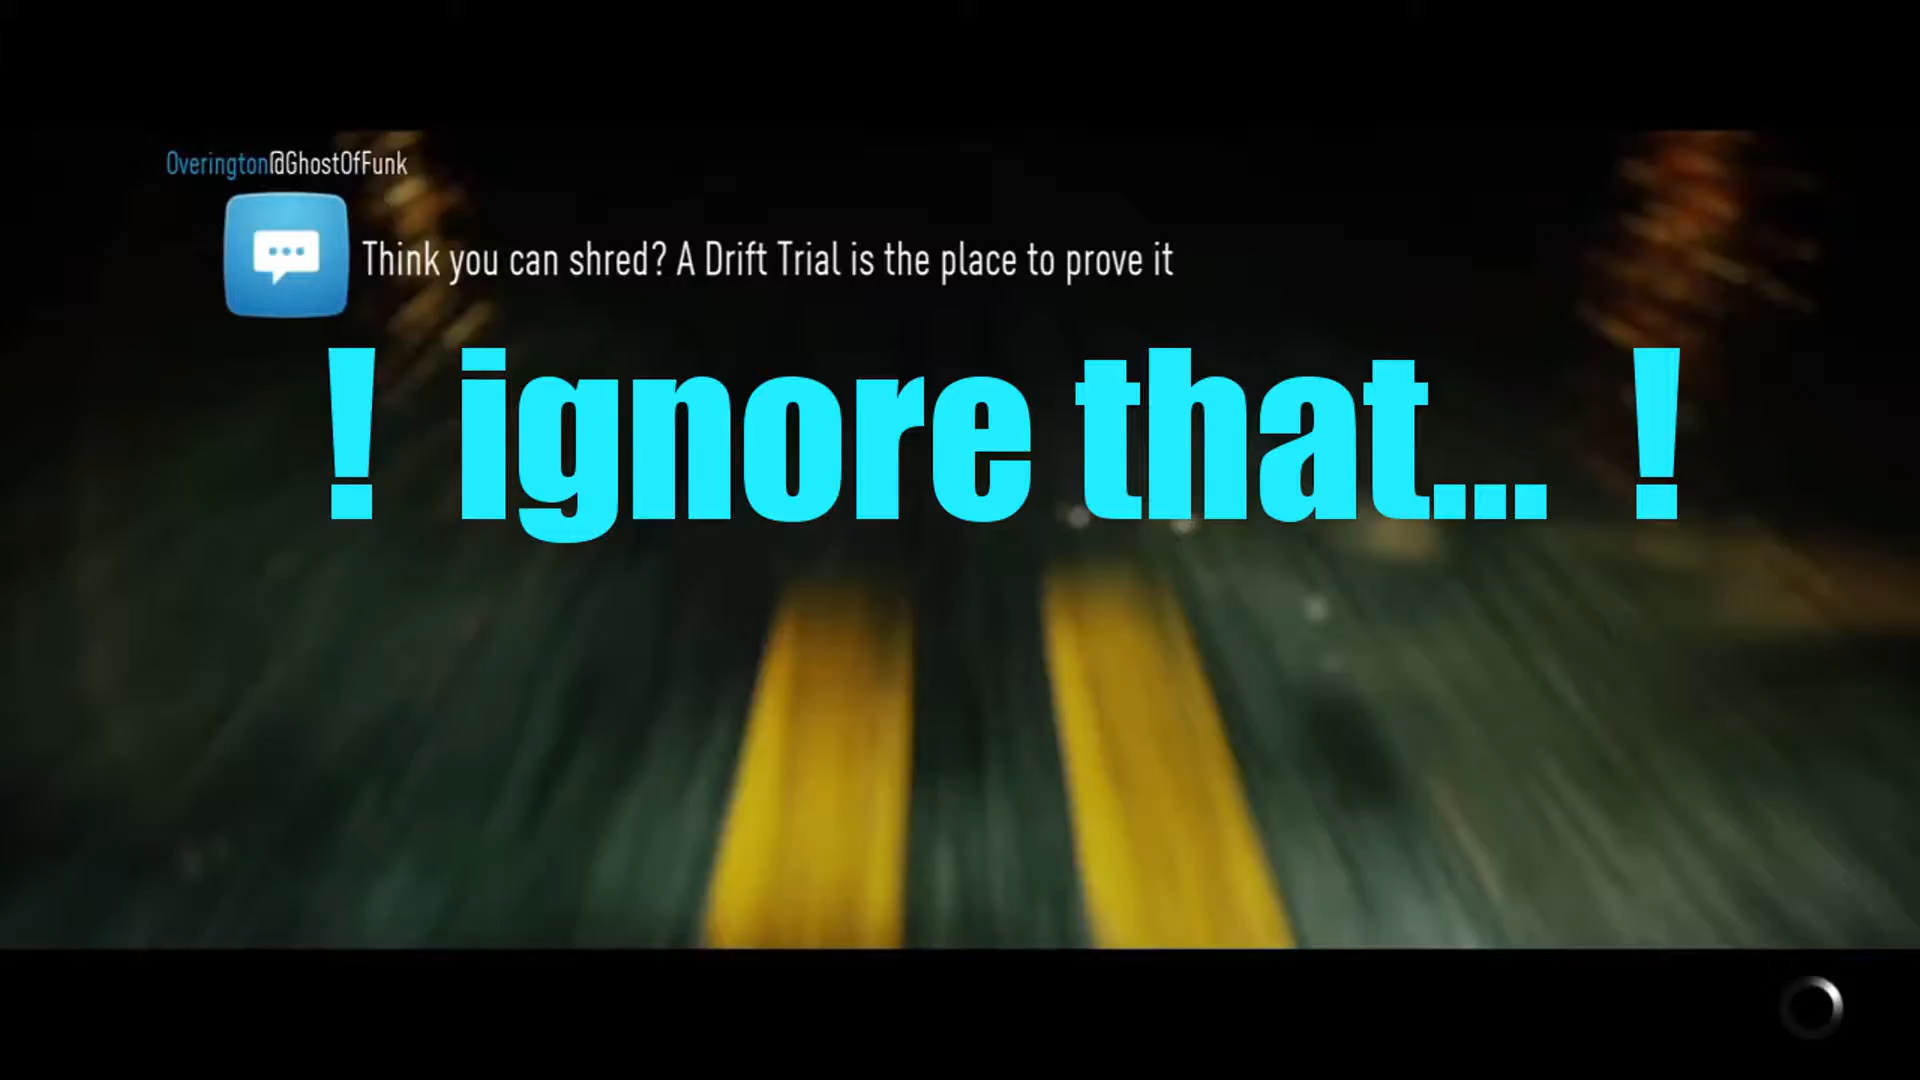 Overington@GhostOfFunk
Think you can shred? A Drift Trial is the place to prove it
! ignore that... !